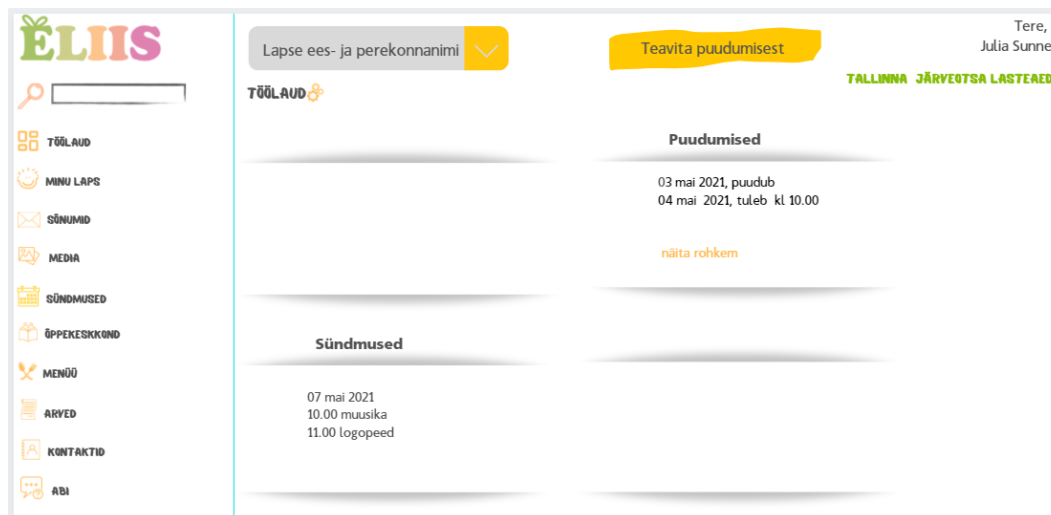 ELIIS
TÖÖLAUD
MINU LAPS
SÕNUMID
MEDIA
SÜNDMUSED
ÕPPEKESKKOND
MENÜÜ
ARVED
KONTAKTID
ABI
Lapse ees- ja perekonnanimi
Teavita puudumisest
Tere,
Julia Sunne
TALLINNA JÄRVEOTSA LASTEAED
TÖÖLAUD
Puudumised
03 mai 2021, puudub
04 mai 2021, tuleb kl 10.00
näita rohkem
Sündmused
07 mai 2021
10.00 muusika
11.00 logopeed